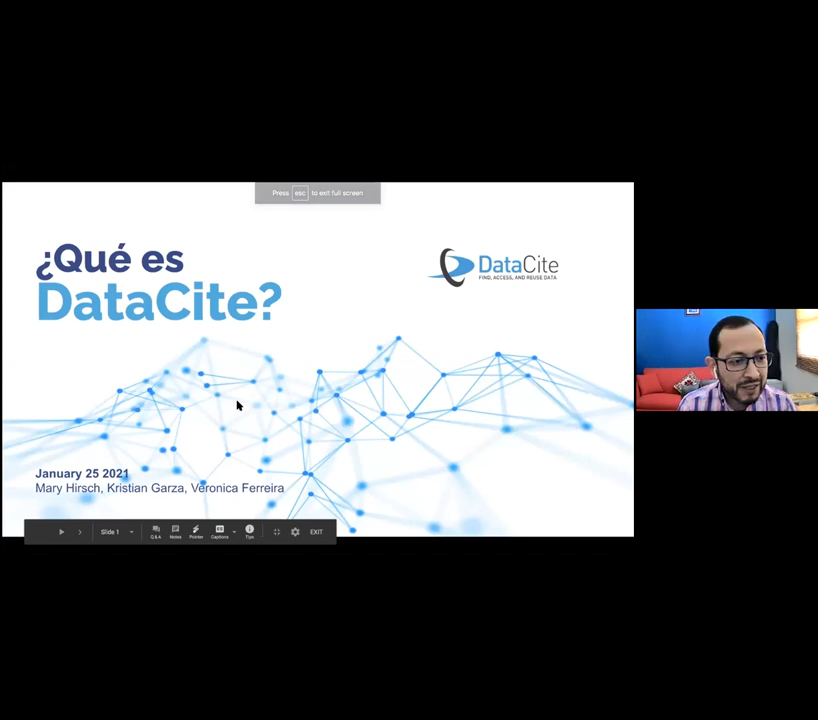 Press esc to exit full screen
¿Qué es
DataCite?
DataCite
FIND, ACCESS, AND REUSE DATA
January 25 2021
Mary Hirsch, Kristian Garza, Veronica Ferreira
Slide 1
Q&A
Notes
Pointer
Captions
Tips
EXIT